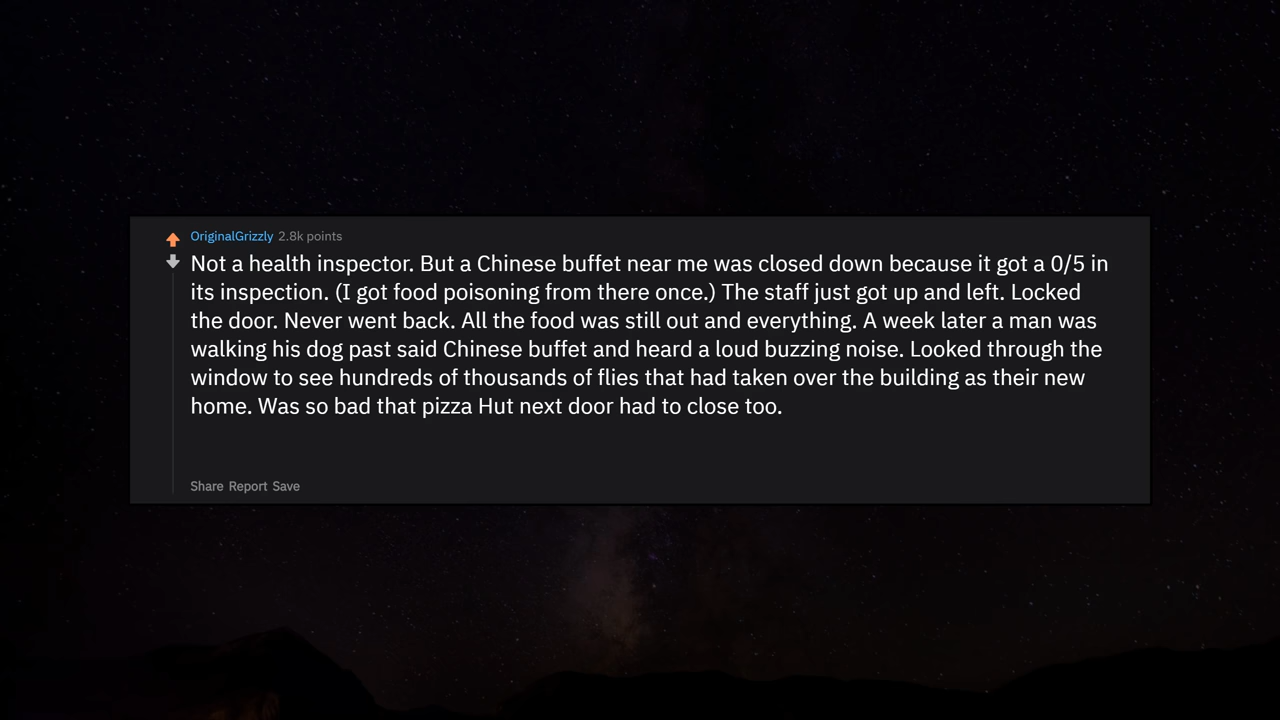 OriginalGrizzly 2.8k points
Not a health inspector. But a Chinese buffet near me was closed down because it got a 0/5 in
its inspection. (I got food poisoning from there once.) The staff just got up and left. Locked
the door. Never went back. All the food was still out and everything. A week later a man was
walking his dog past said Chinese buffet and heard a loud buzzing noise. Looked through the
window to see hundreds of thousands of flies that had taken over the building as their new
home. Was so bad that pizza Hut next door had to close too.
Share Report Save